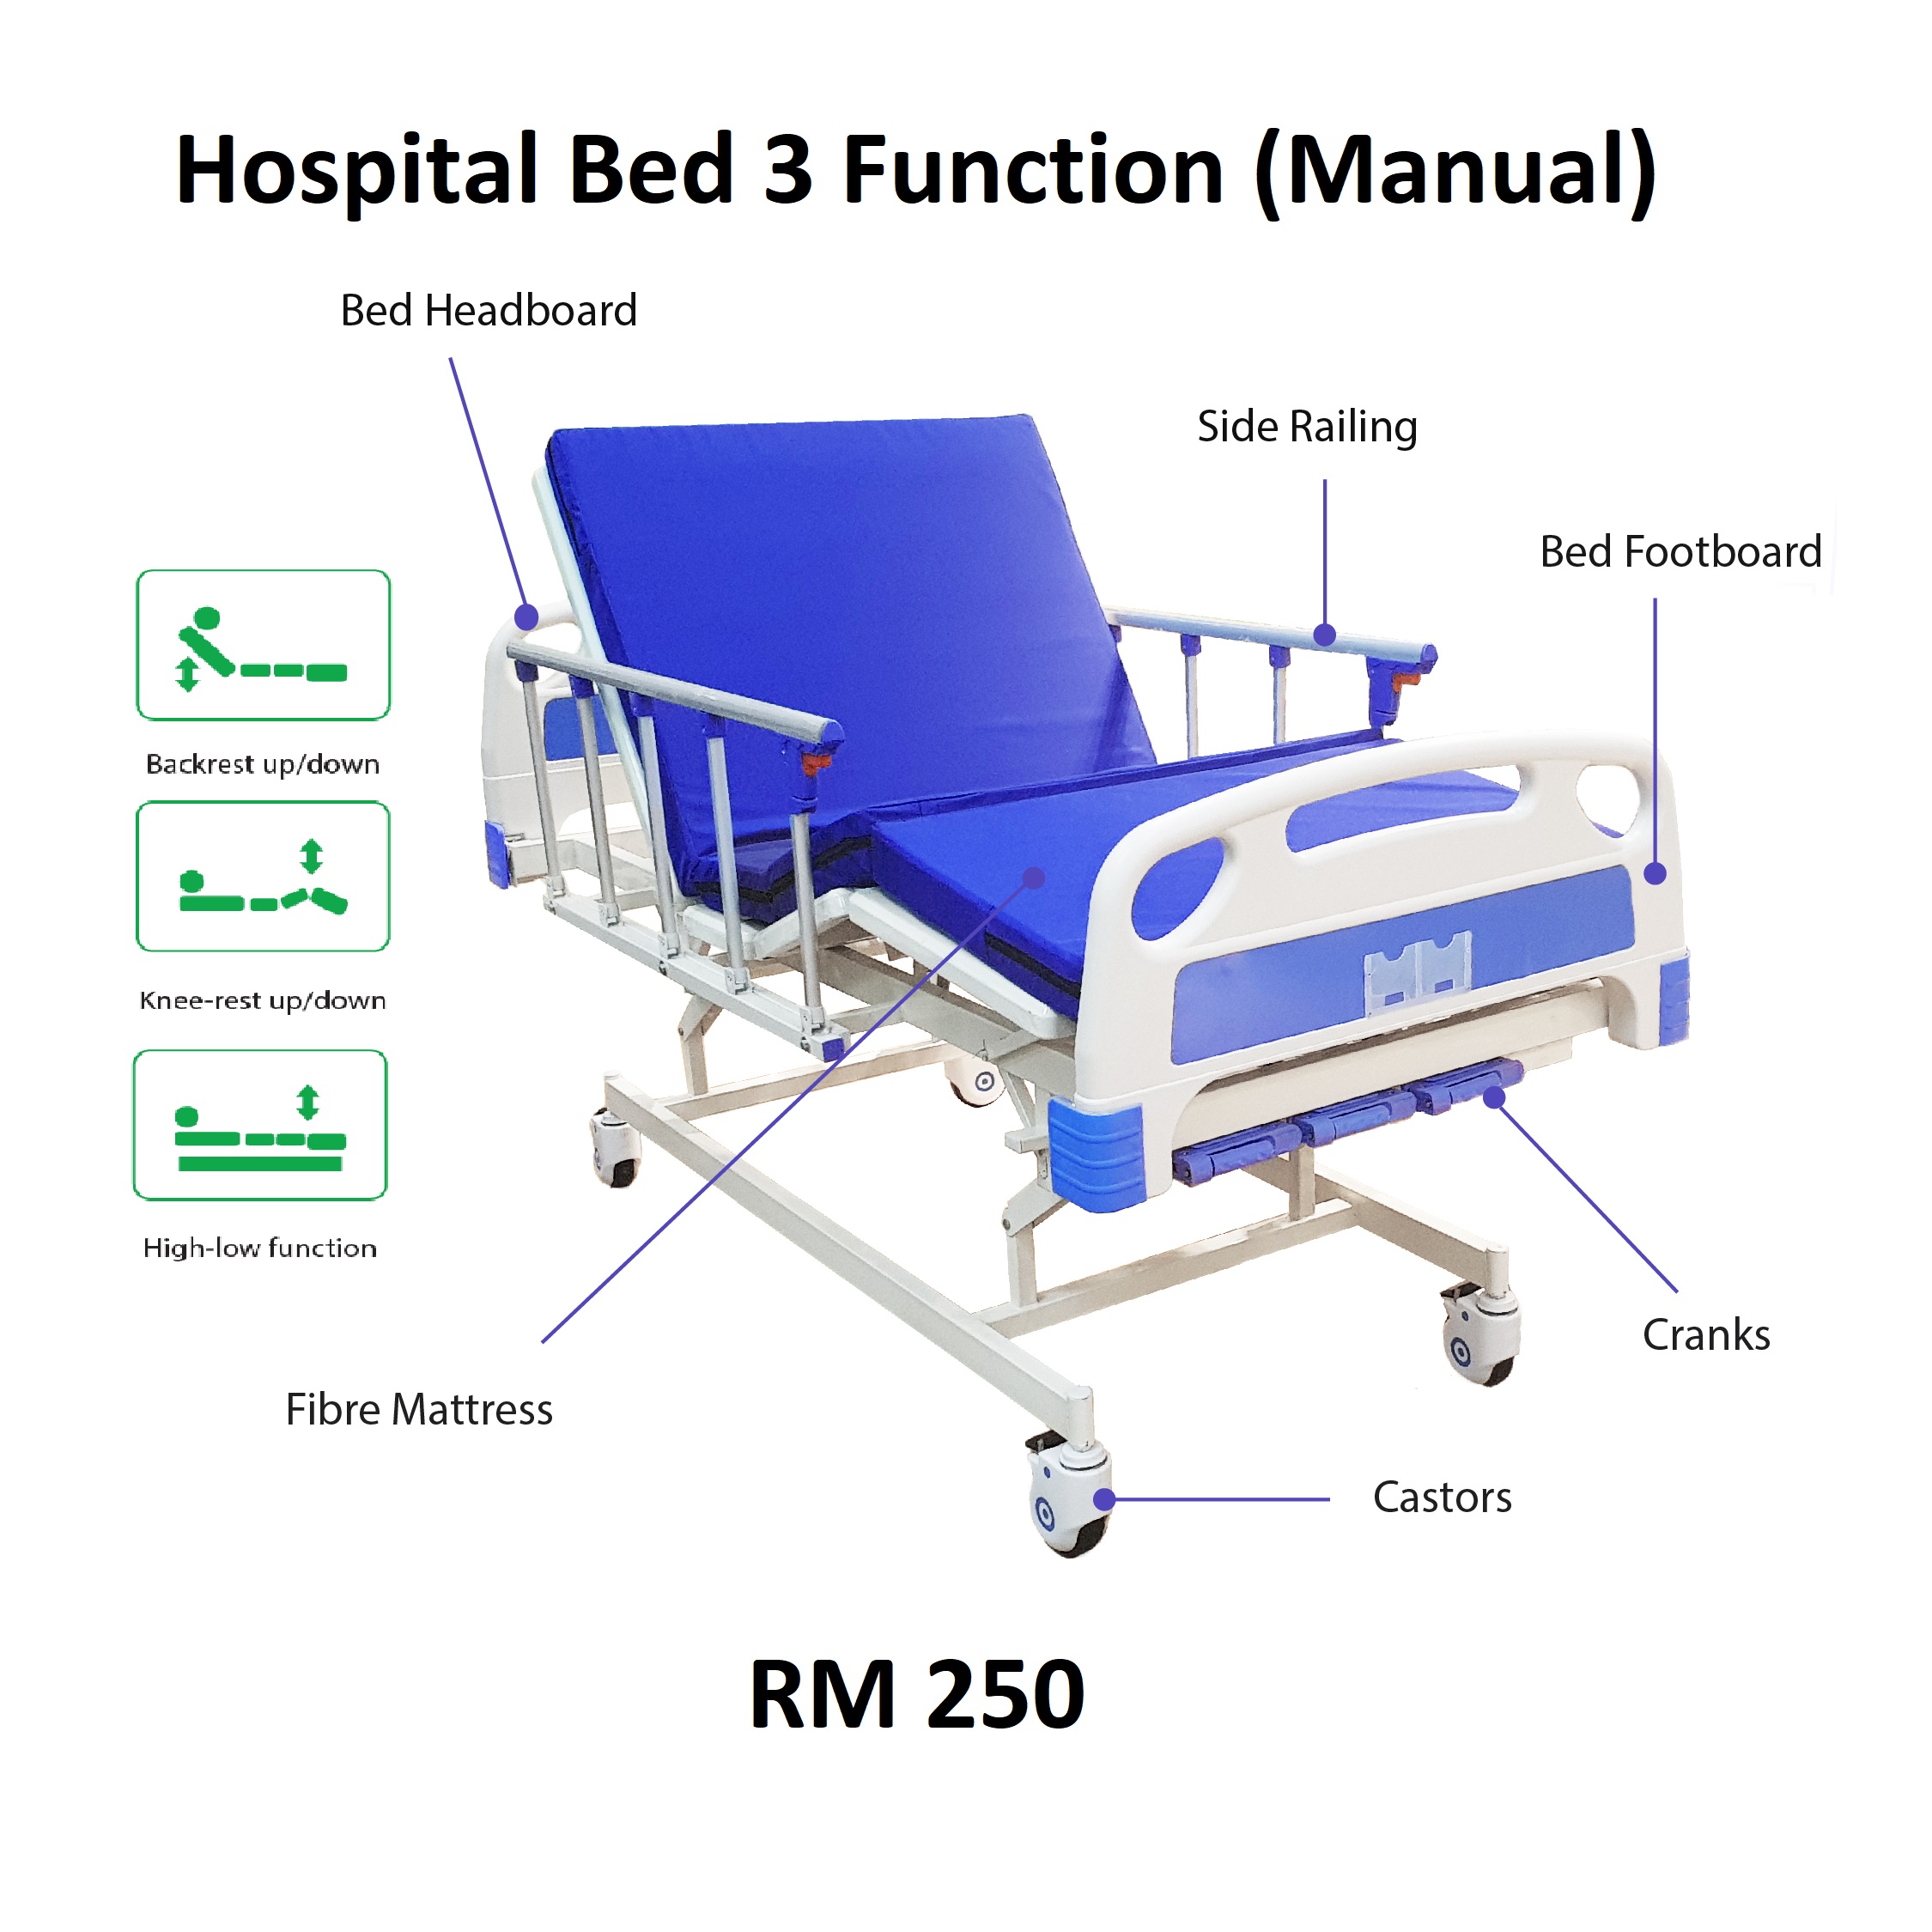 Hospital Bed 3 Function (Manual)
Bed Headboard
Side Railing
Bed Footboard
Backrest up/down
Knee-rest up/down
High-low function
Cranks
Fibre Mattress
Castors
RM 250